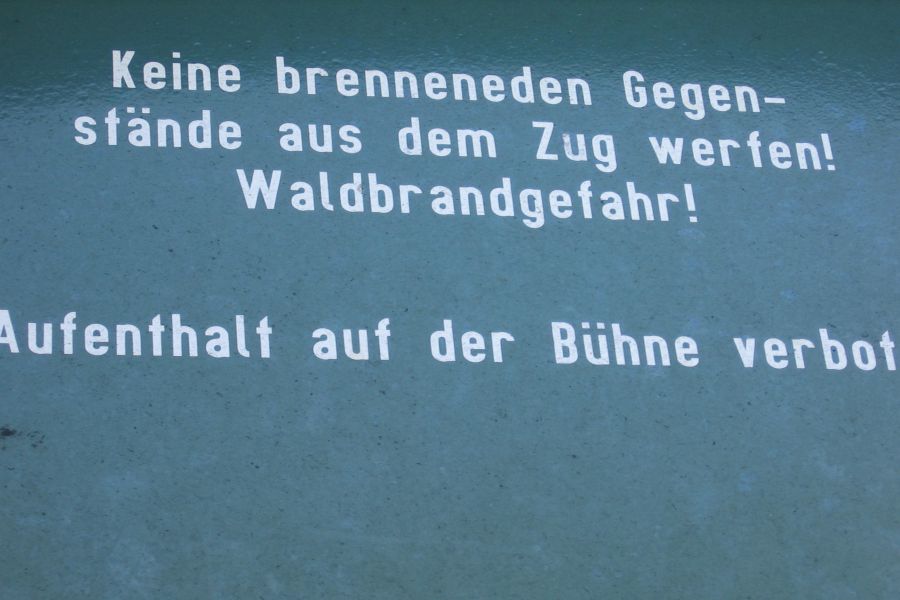 Keine brenneneden Gegen-
stände aus dem Zug werfen!
Waldbrandgefahr!
Aufenthalt auf der Bühne verbot